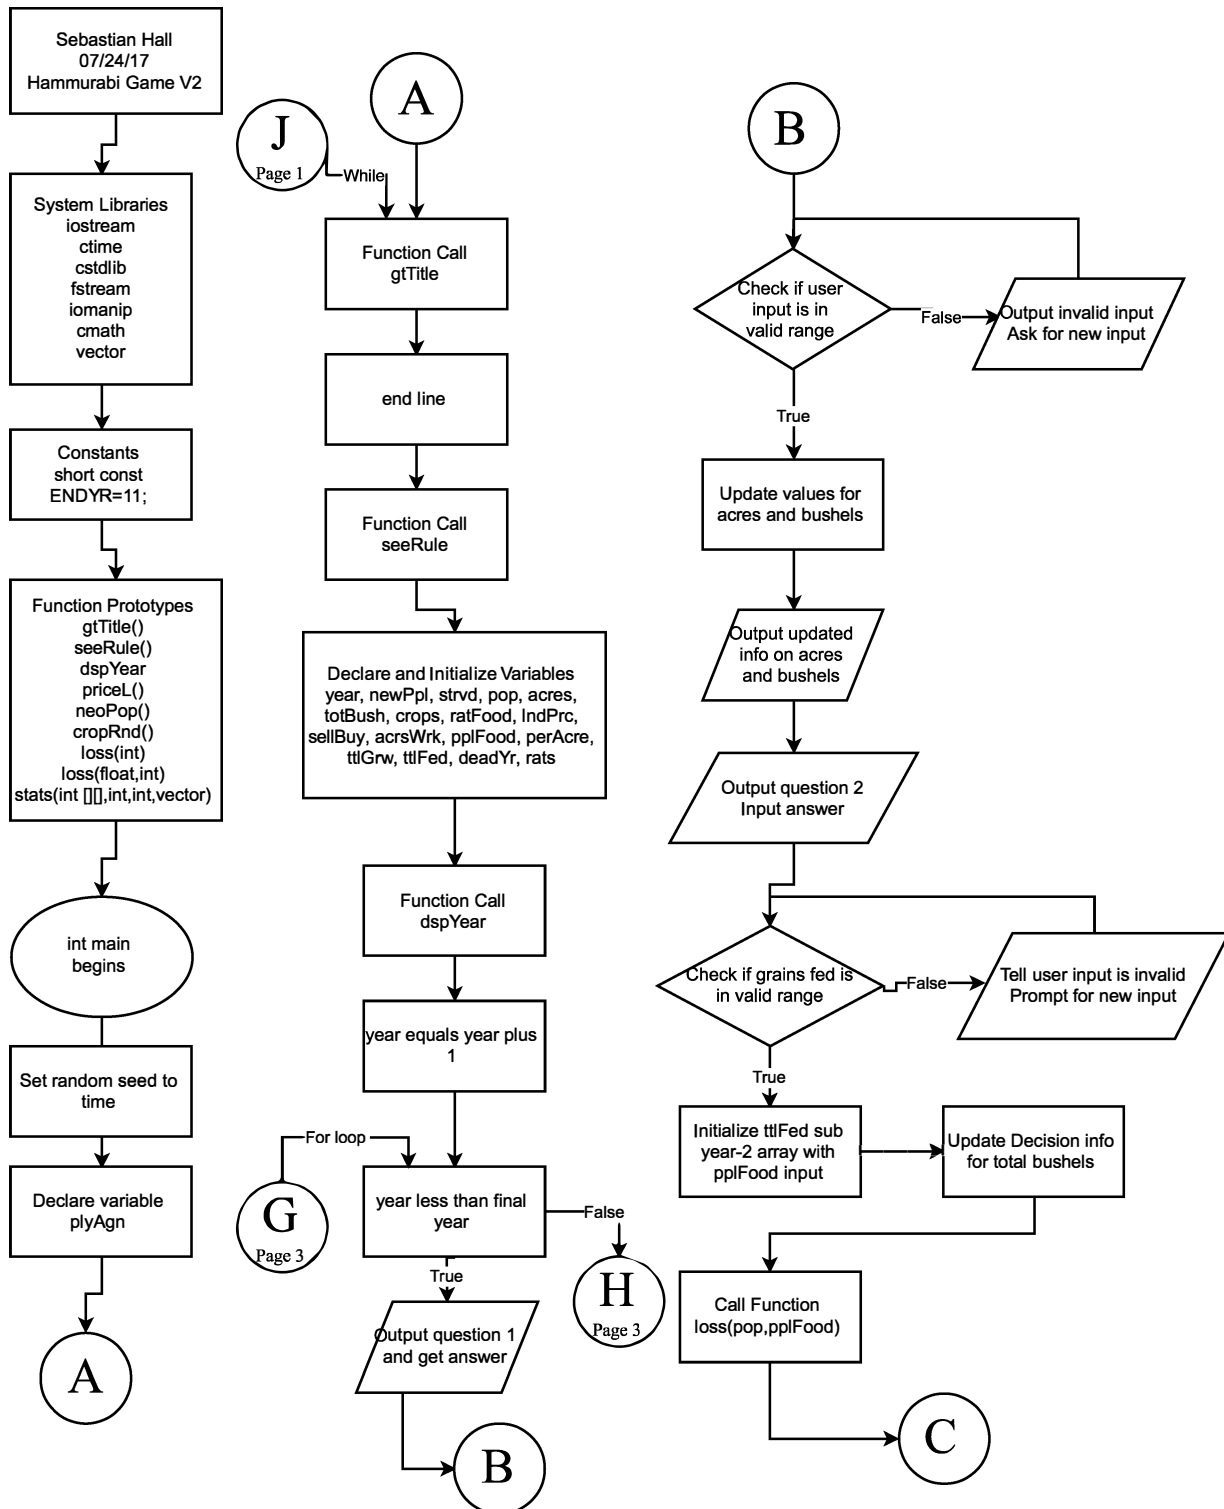 Sebastian Hall
07/24/17
Hammurabi Game V2
System Libraries
iostream
ctime
cstdlib
fstream
iomanip
cmath
vector
Constants
short const
ENDYR=11;
Function Prototypes
gtTitle()
seeRule()
dspYear
priceL()
neoPop()
cropRnd()
loss(int)
loss(float,int)
stats(int [][],int,int,vector)
int main
begins
Set random seed to
time
Declare variable
plyAgn
A
A
J
Page 1
While
Function Call
gtTitle
end line
Function Call
seeRule
Declare and Initialize Variables
year, newPpl, strvd, pop, acres,
totBush, crops, ratFood, lndPrc,
sellBuy, acrsWrk, pplFood, perAcre,
ttlGrw, ttlFed, deadYr, rats
Function Call
dspYear
year equals year plus
1
For loop
G
Page 3
year less than final
year
False
H
Page 3
True
Output question 1
and get answer
B
B
Check if user
input is in
valid range
False
Output invalid input
Ask for new input
True
Update values for
acres and bushels
Output updated
info on acres
and bushels
Output question 2
Input answer
Check if grains fed is
in valid range
False
Tell user input is invalid
Prompt for new input
True
Initialize ttlFed sub
year-2 array with
pplFood input
Update Decision info
for total bushels
Call Function
loss(pop,pplFood)
C